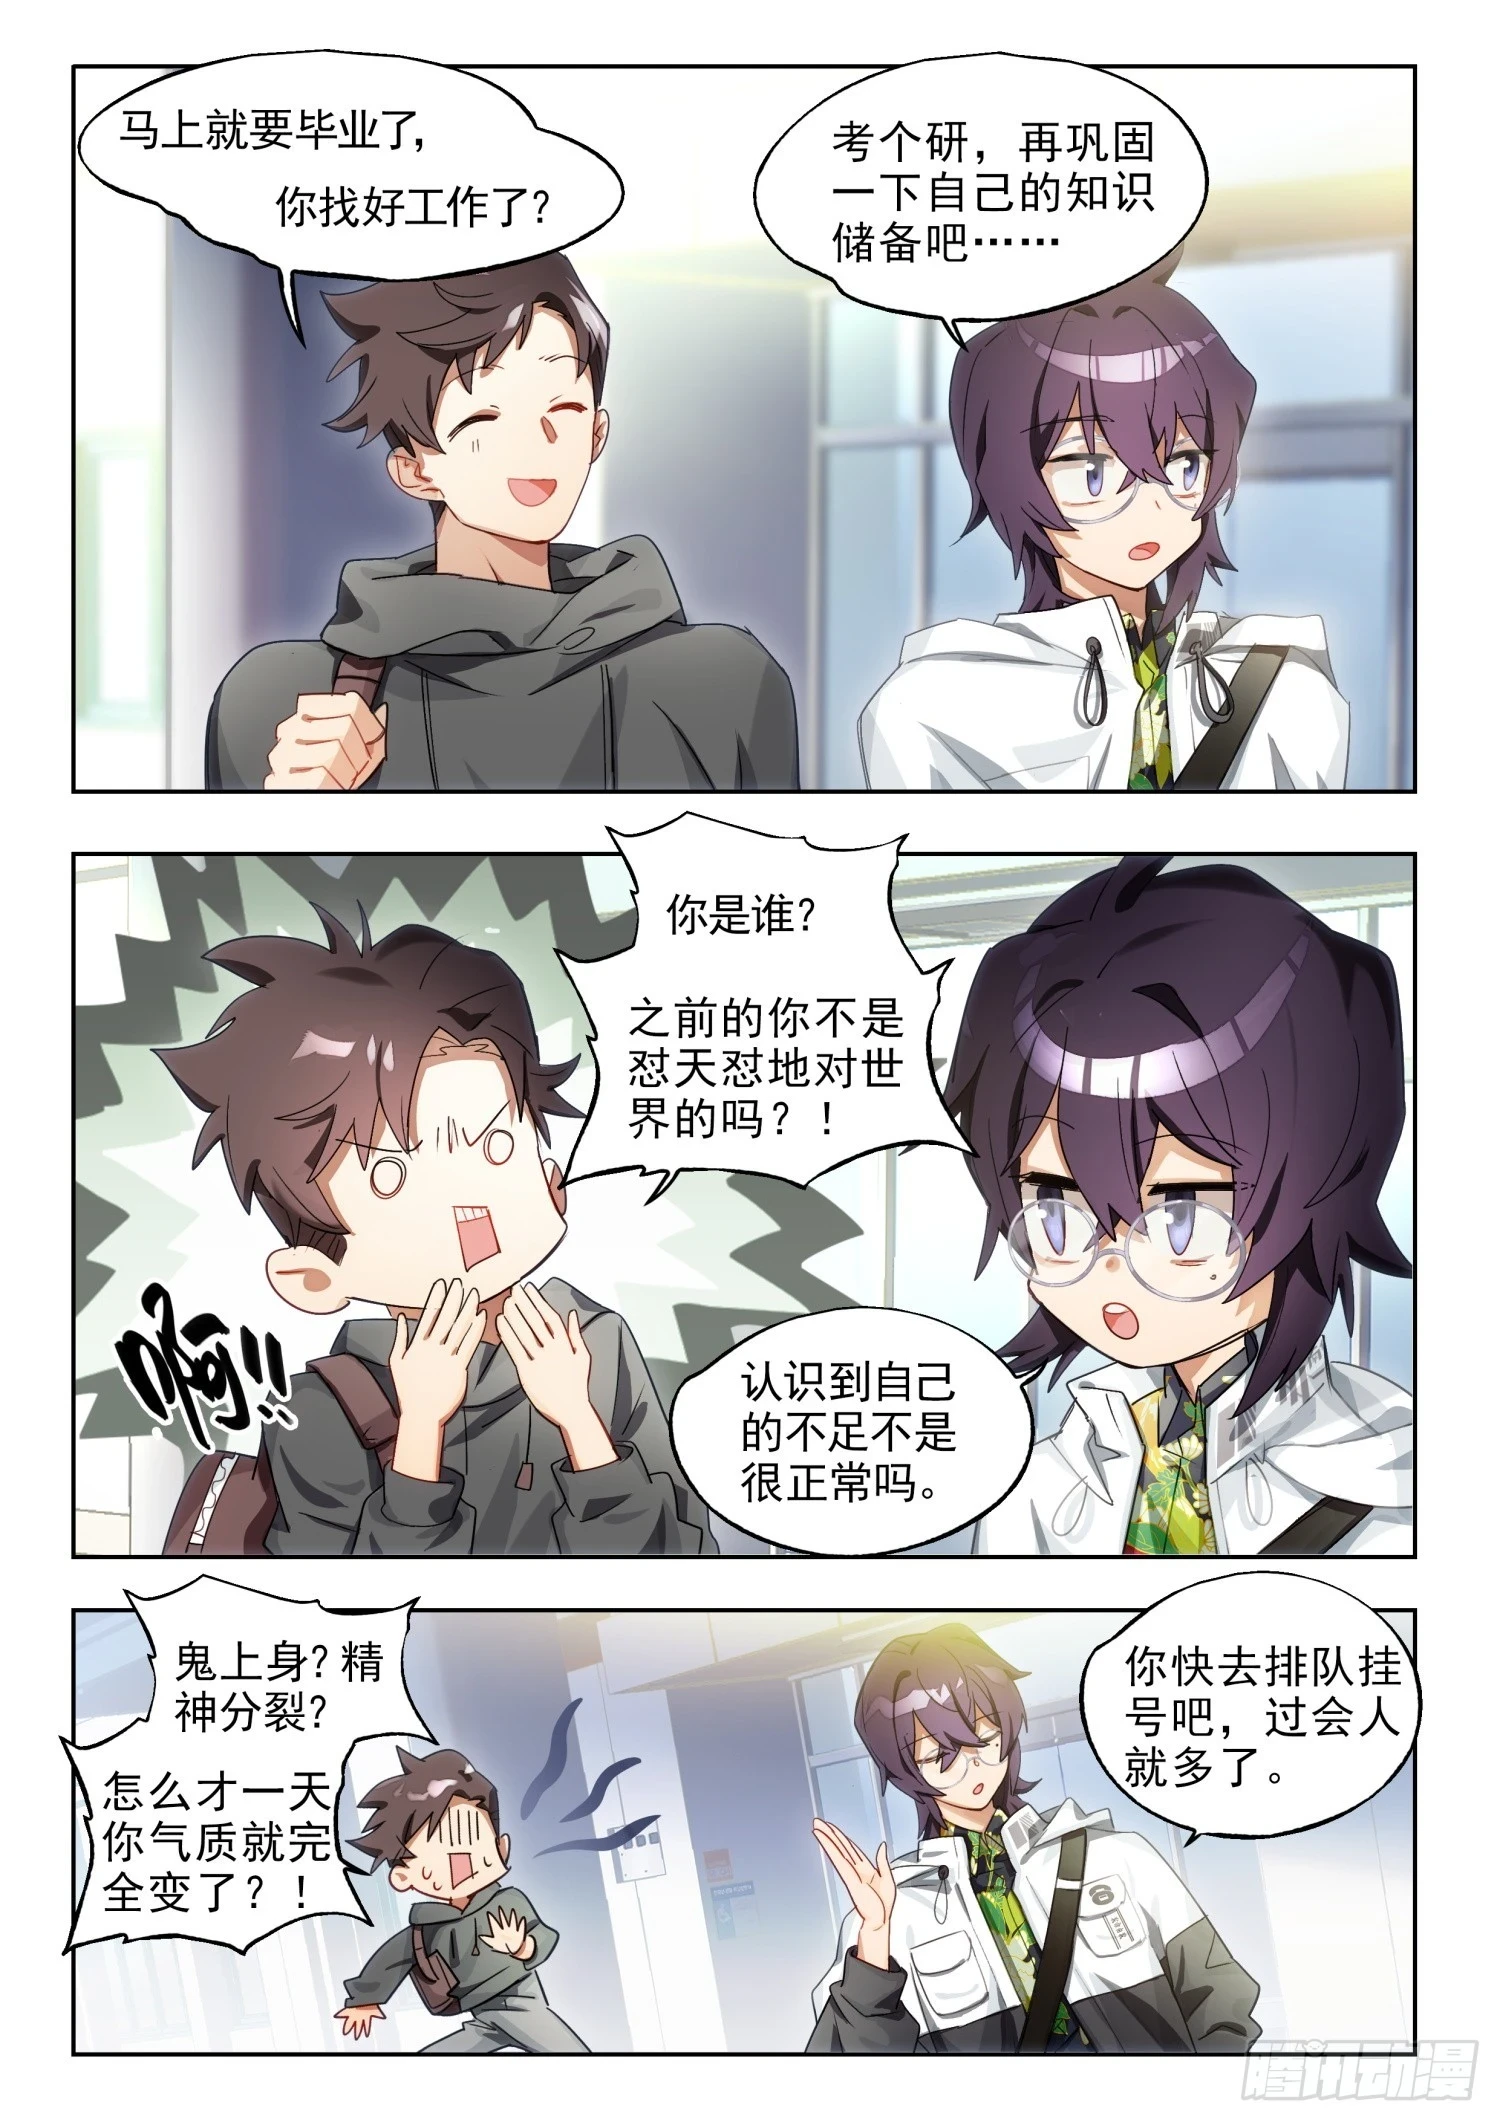 马上就要毕业了,
你找好工作了?
考个研，再巩固
一下自己的知识
储备吧……
你是谁?
之前的你不是
怼天怼地对世
界的吗？！
啊!!
认识到自己
的不足不是
很正常吗。
鬼上身?精
神分裂?
怎么才一天
你气质就完
全变了？！
你快去排队挂
号吧，过会人
就多了。
腾讯动漫